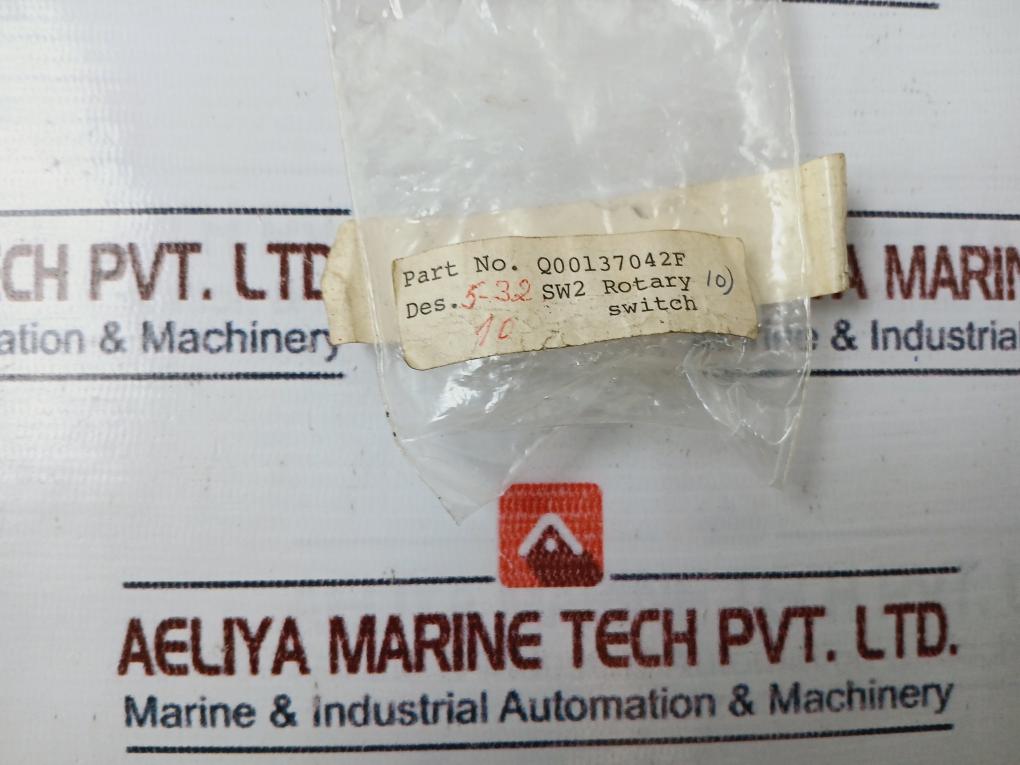 CH PVT. LTD
ation & Machinery
Part No. Q00137042F
Des. 5-32 SW2 Rotary 10)
switch
10
A MARIN
e & Industrial
AELIYA MARINE TECH PVT. LTD.
Marine & Industrial Automation & Machinery